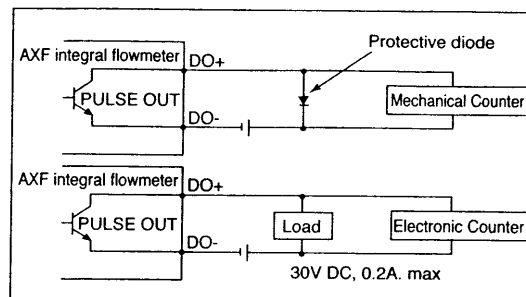 Protective diode
AXF integral flowmeter
DO+
PULSE OUT
Mechanical Counter
DO-
AXF integral flowmeter
DO+
PULSE OUT
Load
Electronic Counter
DO-
30V DC, 0.2A. max